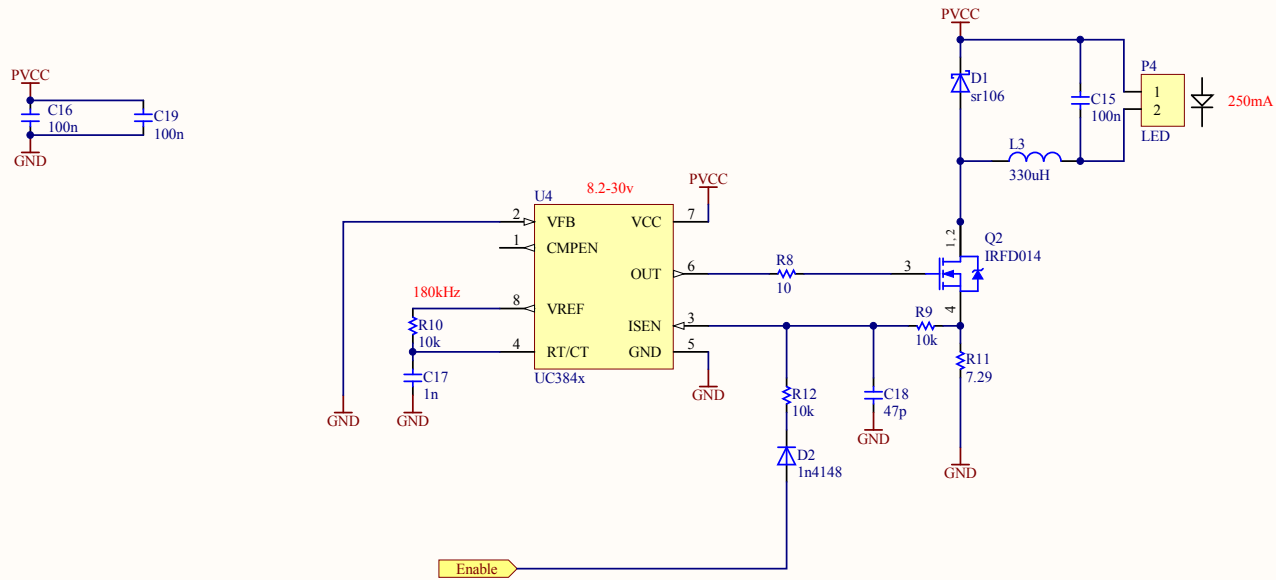 PVCC
C16
100n
C19
100n
GND
PVCC
D1
sr106
C15
100n
P4
1
2
LED
250mA
L3
330uH
8.2-30v
PVCC
U4
2
VFB
VCC
7
1
CMPEN
OUT
6
R8
10
3
1, 2
Q2
IRFD014
4
180kHz
8
VREF
ISEN
3
R9
10k
R10
10k
4
RT/CT
GND
5
UC384x
C17
1n
R11
7.29
GND
R12
10k
C18
47p
GND
GND
GND
D2
1n4148
GND
Enable